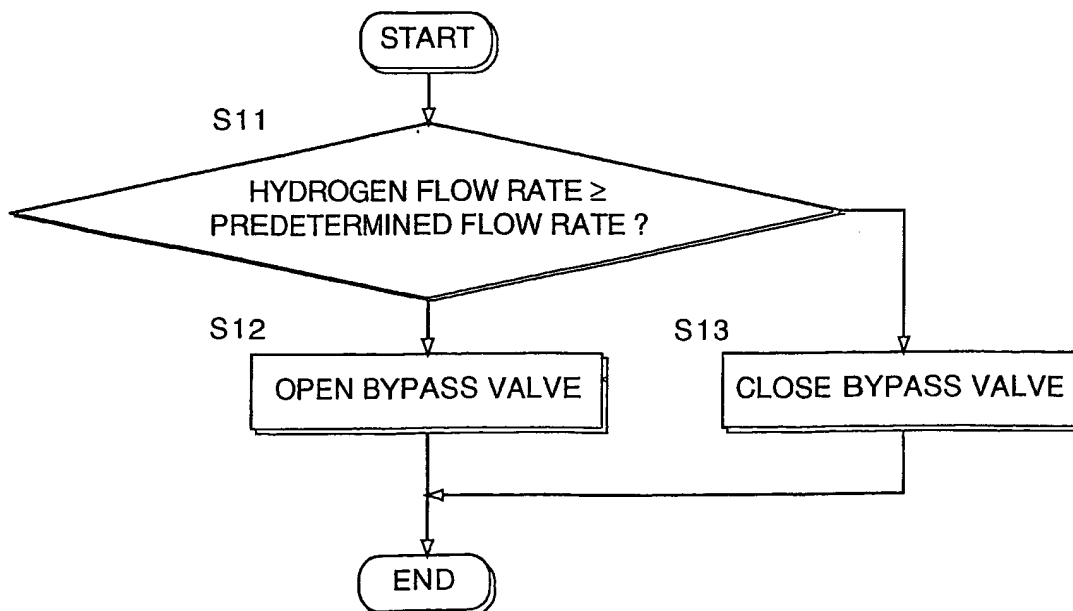 START
S11
HYDROGEN FLOW RATE ≥
PREDETERMINED FLOW RATE ?
S12
OPEN BYPASS VALVE
S13
CLOSE BYPASS VALVE
END